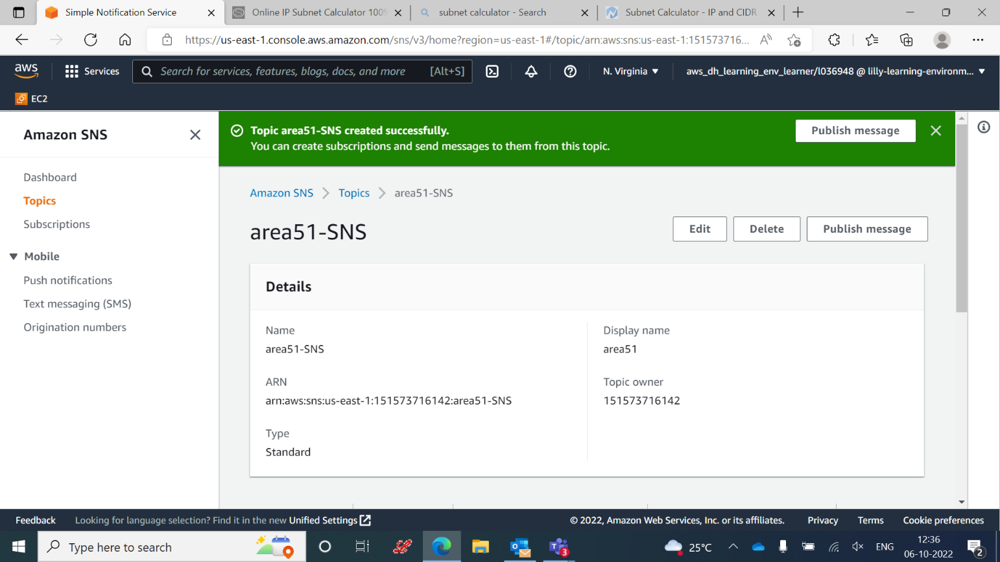 Simple Notification Service
Online IP Subnet Calculator 100%
subnet calculator - Search
Subnet Calculator - IP and CIDR
https://us-east-1.console.aws.amazon.com/sns/v3/home?region=us-east-1#/topic/arn:aws:sns:us-east-1:151573716...
aws
Services
Search for services, features, blogs, docs, and more
[Alt+S]
N. Virginia
aws_dh_learning_env_learner/l036948 @ lilly-learning-environm...
EC2
Amazon SNS
Topic area51-SNS created successfully.
You can create subscriptions and send messages to them from this topic.
Publish message
Dashboard
Topics
Subscriptions
Mobile
Push notifications
Text messaging (SMS)
Origination numbers
Amazon SNS
Topics
area51-SNS
area51-SNS
Edit
Delete
Publish message
Details
Name
area51-SNS
Display name
area51
ARN
arn:aws:sns:us-east-1:151573716142:area51-SNS
Topic owner
151573716142
Type
Standard
Feedback
Looking for language selection? Find it in the new Unified Settings
© 2022, Amazon Web Services, Inc. or its affiliates.
Privacy
Terms
Cookie preferences
Type here to search
3
25°C
ENG
12:36
06-10-2022
2